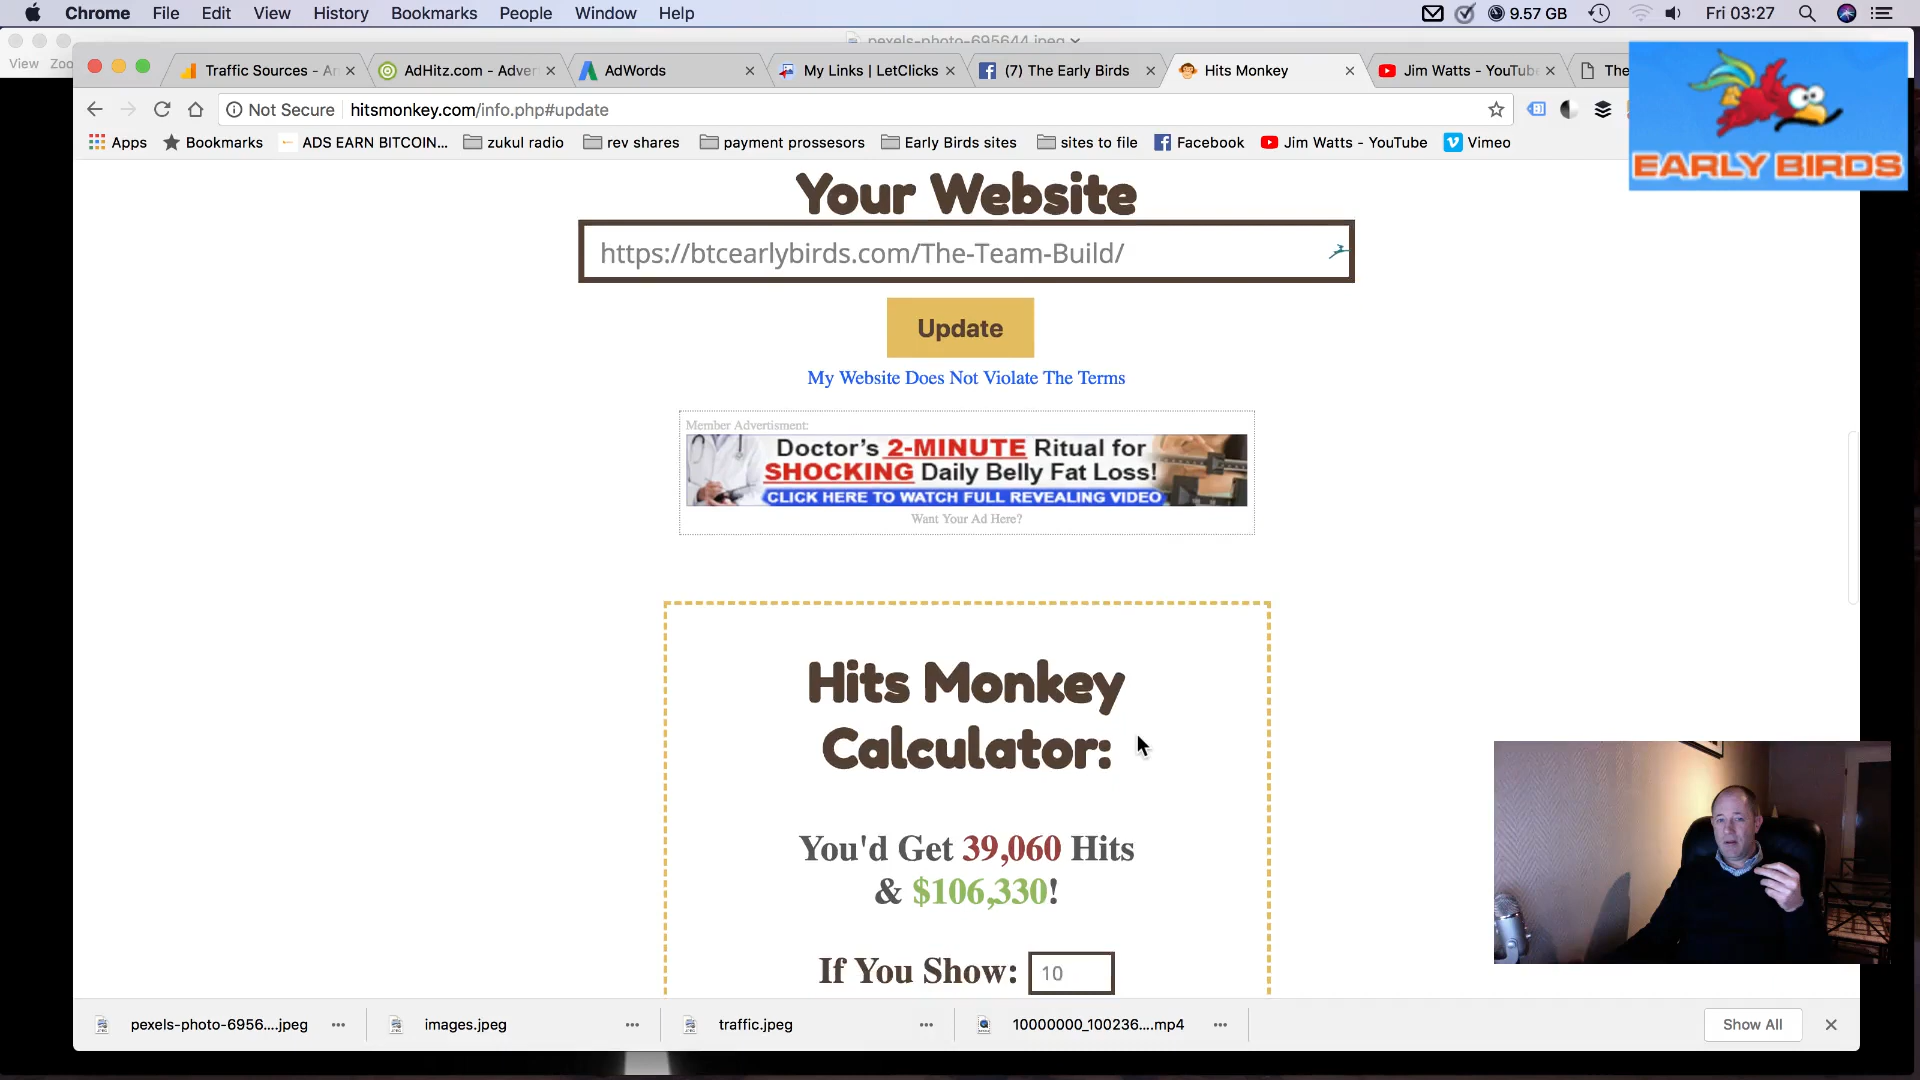 Chrome File Edit View History Bookmarks People Window Help 9.57 GB Fri 03:27
pexels-photo-695644.jpeg
View Zoo
Traffic Sources - An AdHitz.com - Adver AdWords My Links | LetClicks (7) The Early Birds Hits Monkey Jim Watts - YouTube The
Not Secure hitsmonkey.com/info.php#update
Apps Bookmarks ADS EARN BITCOIN... zukul radio rev shares payment prossesors Early Birds sites sites to file Facebook Jim Watts - YouTube Vimeo
EARLY BIRDS
Your Website
https://btcearlybirds.com/The-Team-Build/
Update
My Website Does Not Violate The Terms
Member Advertisment:
Doctor's 2-MINUTE Ritual for
SHOCKING Daily Belly Fat Loss!
CLICK HERE TO WATCH FULL REVEALING VIDEO
Want Your Ad Here?
Hits Monkey
Calculator:
You'd Get 39,060 Hits
& $106,330!
If You Show: 10
pexels-photo-6956....jpeg images.jpeg traffic.jpeg 10000000_100236....mp4 Show All